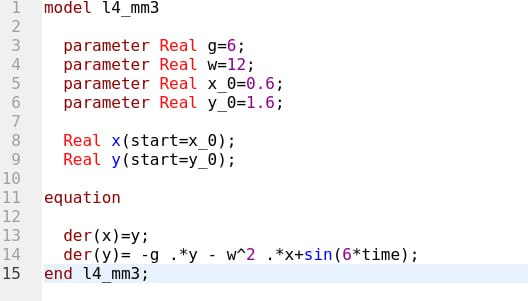 1 model l4_mm3
2
3 parameter Real g=6;
4 parameter Real w=12;
5 parameter Real x_0=0.6;
6 parameter Real y_0=1.6;
7
8 Real x(start=x_0);
9 Real y(start=y_0);
10
11 equation
12
13 der(x)=y;
14 der(y)= -g .*y - w^2 .*x+sin(6*time);
15 end l4_mm3;